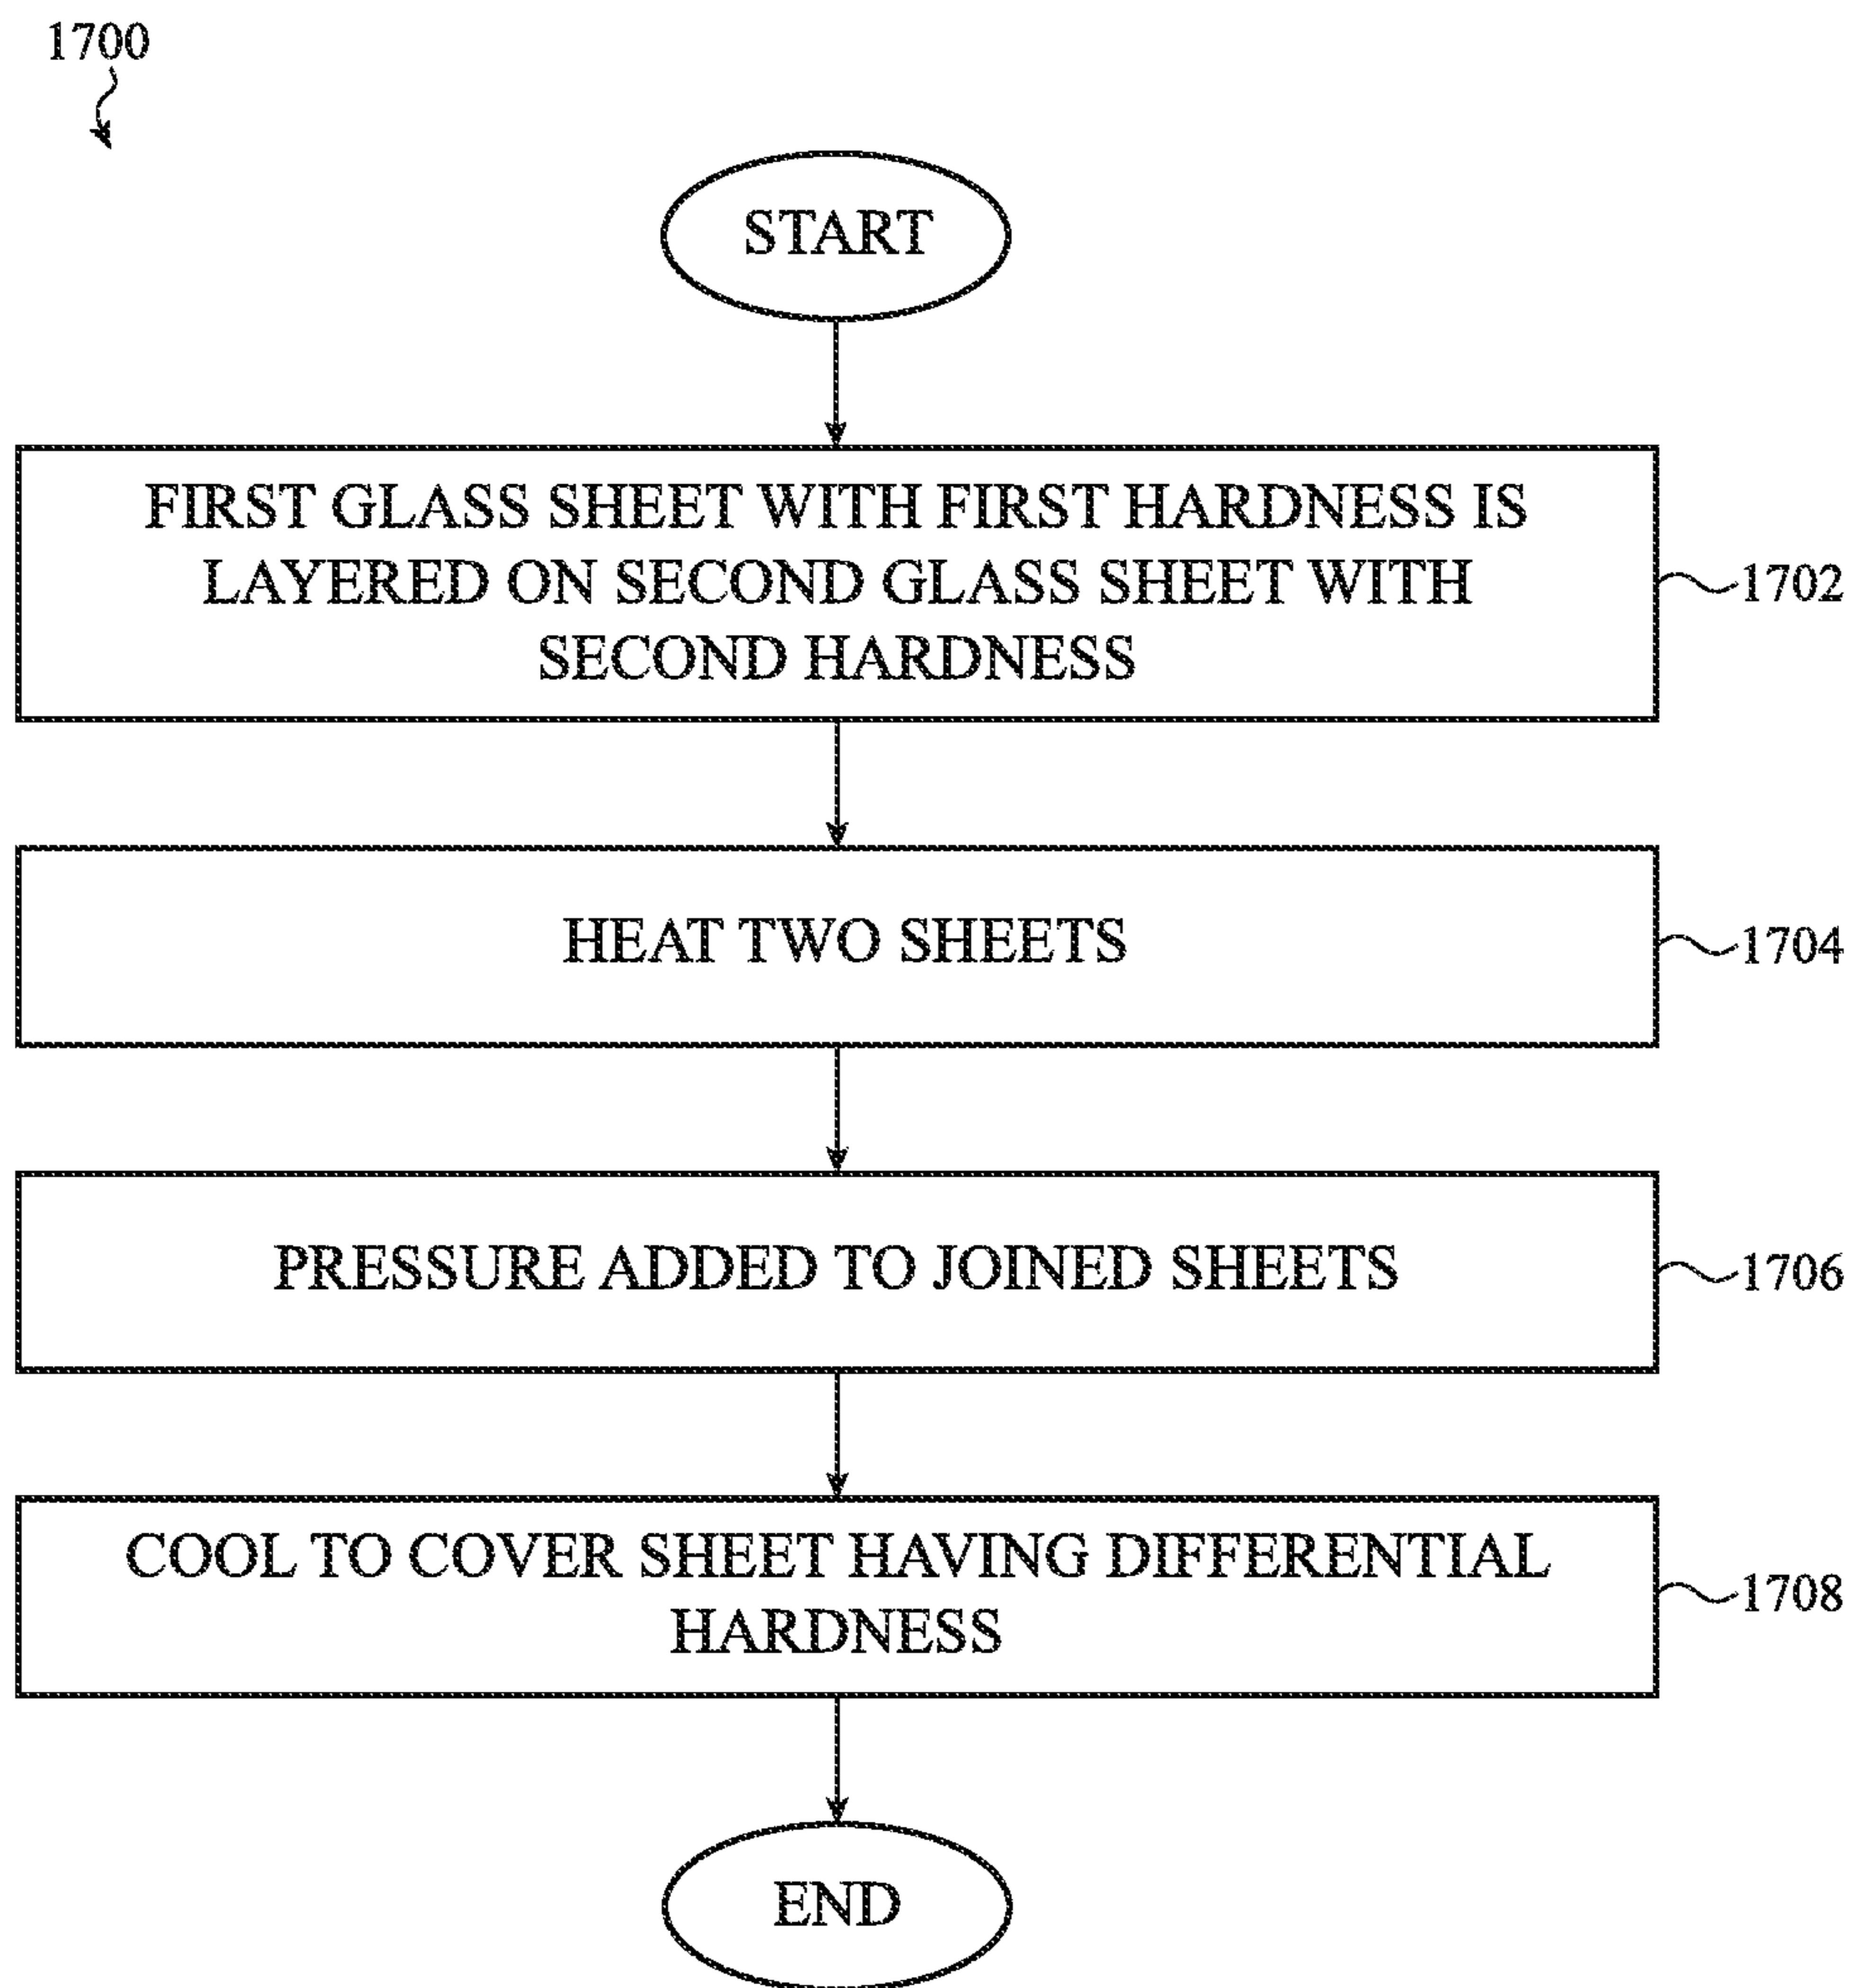 1700
START
FIRST GLASS SHEET WITH FIRST HARDNESS IS
LAYERED ON SECOND GLASS SHEET WITH
SECOND HARDNESS
1702
HEAT TWO SHEETS
1704
PRESSURE ADDED TO JOINED SHEETS
1706
COOL TO COVER SHEET HAVING DIFFERENTIAL
HARDNESS
1708
END